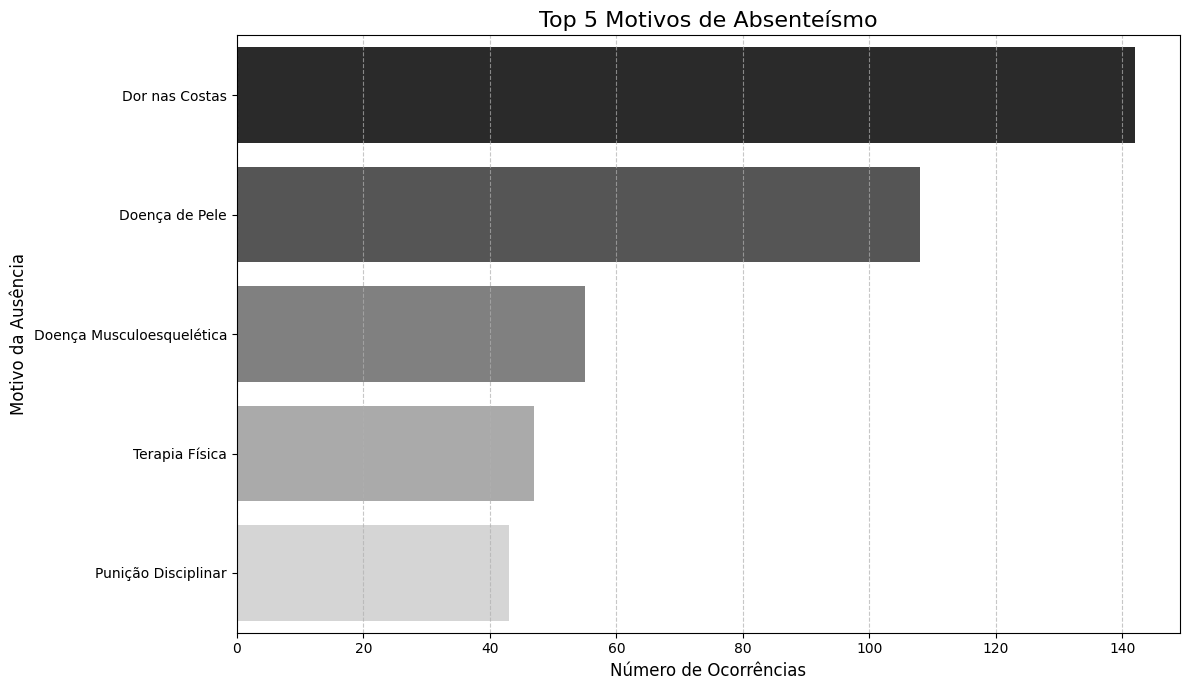 Top 5 Motivos de Absenteísmo
Motivo da Ausência
Dor nas Costas
Doença de Pele
Doença Musculoesquelética
Terapia Física
Punição Disciplinar
0 20 40 60 80 100 120 140
Número de Ocorrências